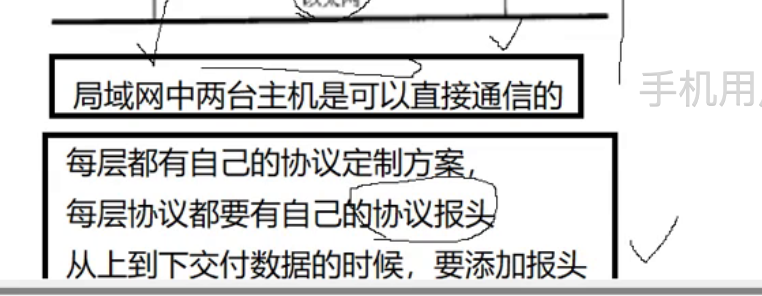 局域网中两台主机是可以直接通信的
手机用
每层都有自己的协议定制方案，
每层协议都要有自己的协议报头
从上到下交付数据的时候，要添加报头